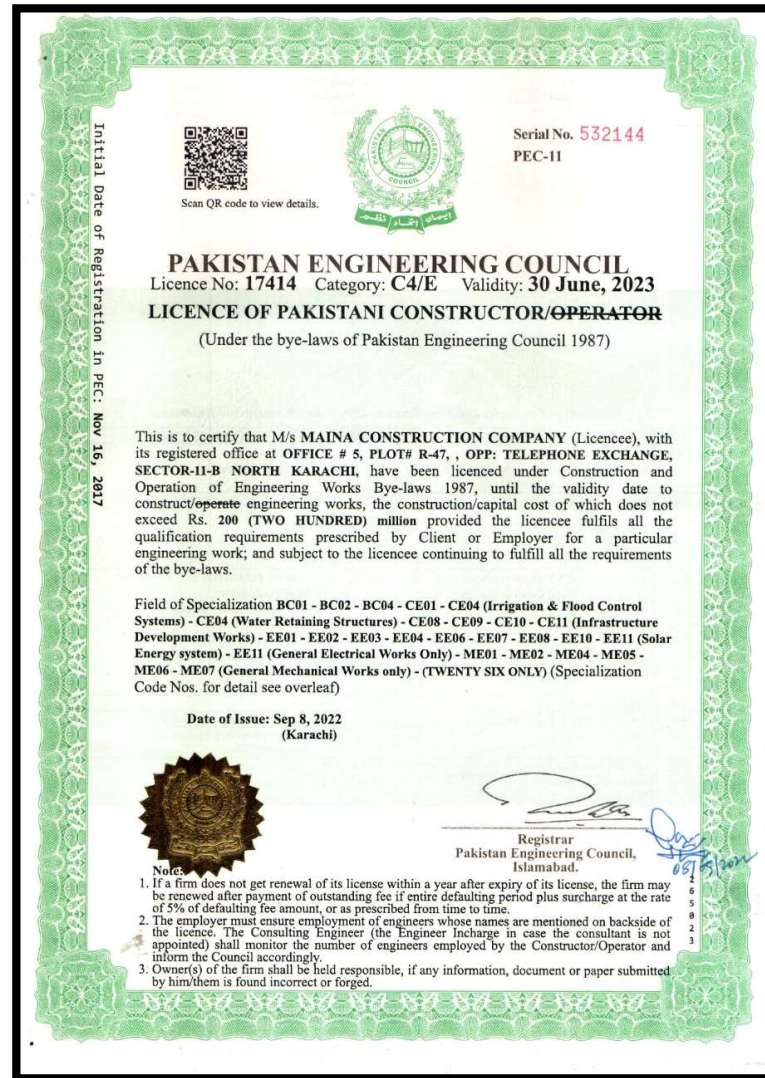 Scan QR code to view details.
PAKISTAN ENGINEERING COUNCIL
ایمان اتحاد نظم
Serial No. 532144
PEC-11
Initial Date of Registration in PEC: Nov 16, 2017
PAKISTAN ENGINEERING COUNCIL
Licence No: 17414 Category: C4/E Validity: 30 June, 2023
LICENCE OF PAKISTANI CONSTRUCTOR/OPERATOR
(Under the bye-laws of Pakistan Engineering Council 1987)
This is to certify that M/s MAINA CONSTRUCTION COMPANY (Licencee), with
its registered office at OFFICE # 5, PLOT# R-47, , OPP: TELEPHONE EXCHANGE,
SECTOR-11-B NORTH KARACHI, have been licenced under Construction and
Operation of Engineering Works Bye-laws 1987, until the validity date to
construct/operate engineering works, the construction/capital cost of which does not
exceed Rs. 200 (TWO HUNDRED) million provided the licencee fulfils all the
qualification requirements prescribed by Client or Employer for a particular
engineering work; and subject to the licencee continuing to fulfill all the requirements
of the bye-laws.
Field of Specialization BC01 - BC02 - BC04 - CE01 - CE04 (Irrigation & Flood Control
Systems) - CE04 (Water Retaining Structures) - CE08 - CE09 - CE10 - CE11 (Infrastructure
Development Works) - EE01 - EE02 - EE03 - EE04 - EE06 - EE07 - EE08 - EE10 - EE11 (Solar
Energy system) - EE11 (General Electrical Works Only) - ME01 - ME02 - ME04 - ME05 -
ME06 - ME07 (General Mechanical Works only) - (TWENTY SIX ONLY) (Specialization
Code Nos. for detail see overleaf)
Date of Issue: Sep 8, 2022
(Karachi)
Registrar
Pakistan Engineering Council,
Islamabad.
265023
Note:
1. If a firm does not get renewal of its license within a year after expiry of its license, the firm may
be renewed after payment of outstanding fee if entire defaulting period plus surcharge at the rate
of 5% of defaulting fee amount, or as prescribed from time to time.
2. The employer must ensure employment of engineers whose names are mentioned on backside of
the licence. The Consulting Engineer (the Engineer Incharge in case the consultant is not
appointed) shall monitor the number of engineers employed by the Constructor/Operator and
inform the Council accordingly.
3. Owner(s) of the firm shall be held responsible, if any information, document or paper submitted
by him/them is found incorrect or forged.